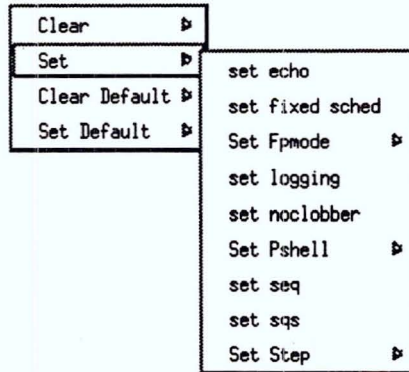 Clear
Set
Clear Default
Set Default
set echo
set fixed sched
Set Fpmode
set logging
set noclobber
Set Pshell
set seq
set sqs
Set Step